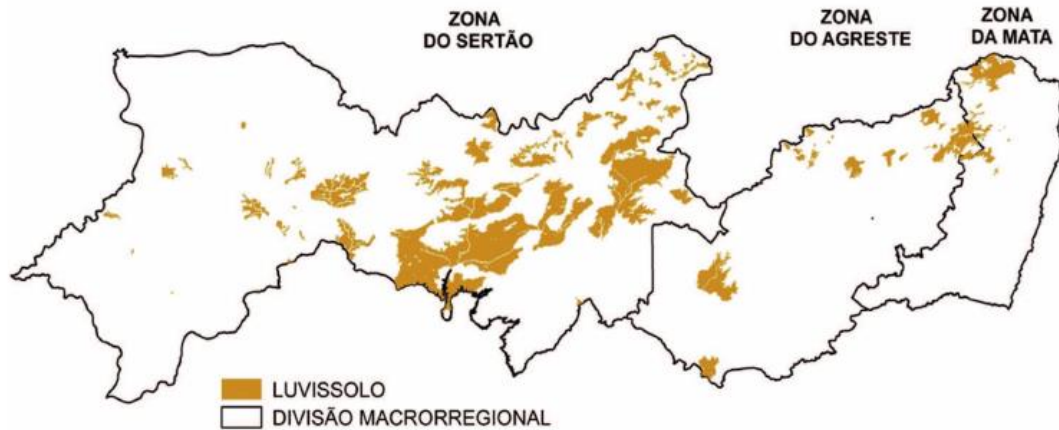 ZONA
DO SERTÃO
ZONA
DO AGRESTE
ZONA
DA MATA
LUVISSOLO
DIVISÃO MACRORREGIONAL